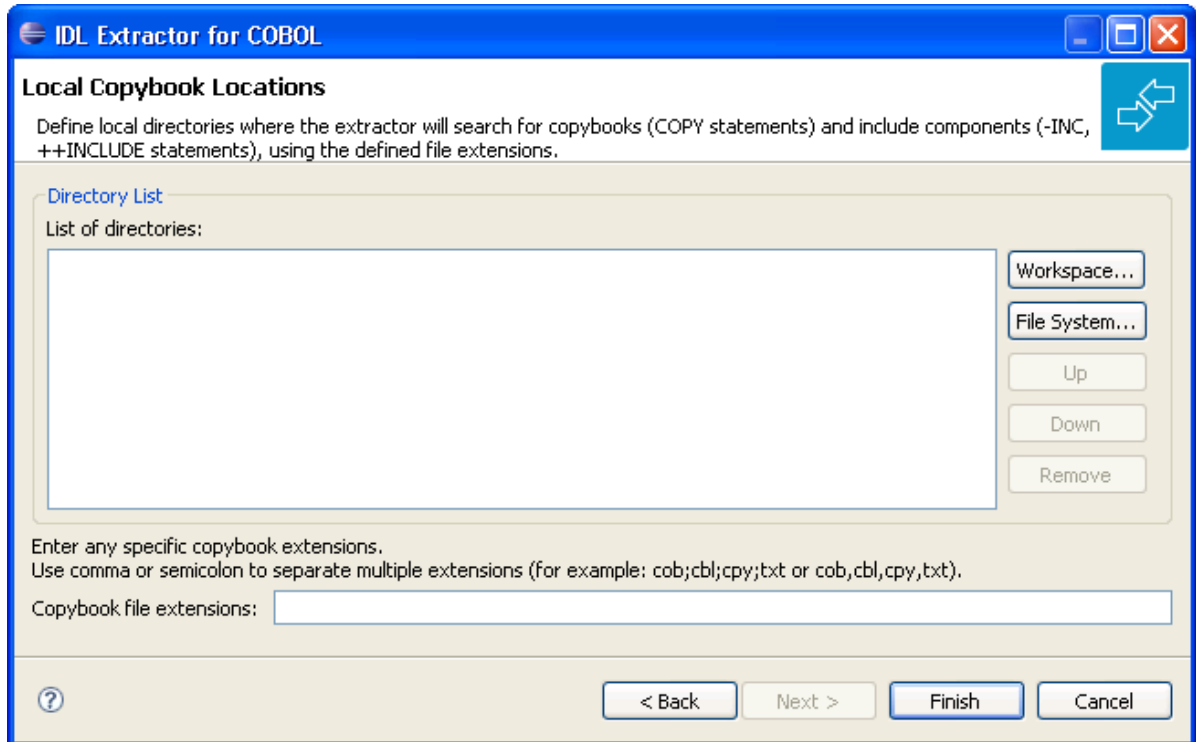 IDL Extractor for COBOL
Local Copybook Locations
Define local directories where the extractor will search for copybooks (COPY statements) and include components (-INC,
++INCLUDE statements), using the defined file extensions.
Directory List
List of directories:
Workspace...
File System...
Up
Down
Remove
Enter any specific copybook extensions.
Use comma or semicolon to separate multiple extensions (for example: cob;cbl;cpy;txt or cob,cbl,cpy,txt).
Copybook file extensions:
? < Back Next > Finish Cancel